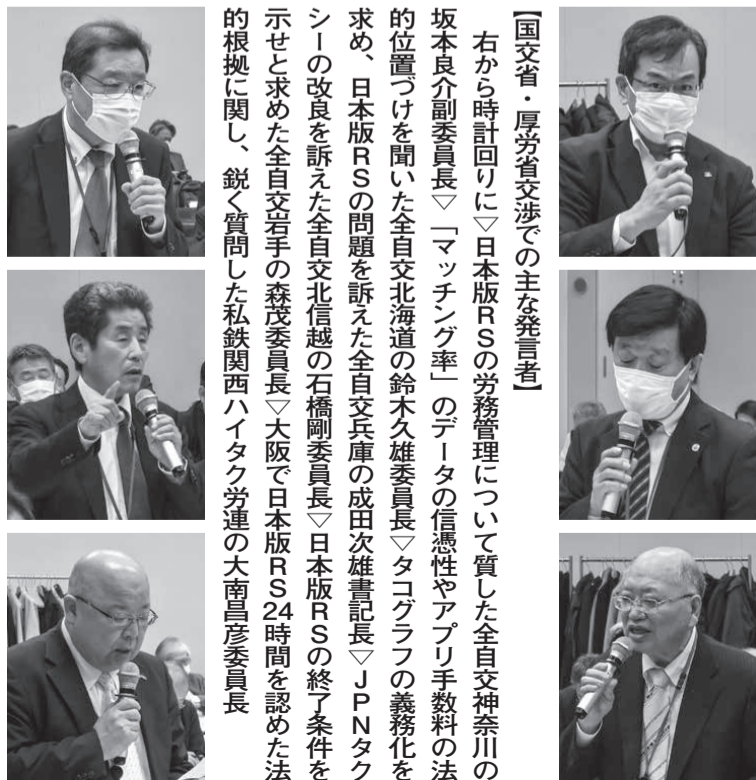 【国交省・厚労省交渉での主な発言者】
右から時計回りに▽日本版RSの労務管理について質した全自交神奈川の
坂本良介副委員長▽「マッチング率」のデータの信憑性やアプリ手数料の法
的位置づけを聞いた全自交北海道の鈴木久雄委員長▽タコグラフの義務化を
求め、日本版RSの問題を訴えた全自交兵庫の成田次雄書記長▽JPNタク
シーの改良を訴えた全自交北信越の石橋剛委員長▽日本版RSの終了条件を
示せと求めた全自交岩手の森茂委員長▽大阪で日本版RS24時間を認めた法
的根拠に関し、鋭く質問した私鉄関西ハイタク労連の大南昌彦委員長